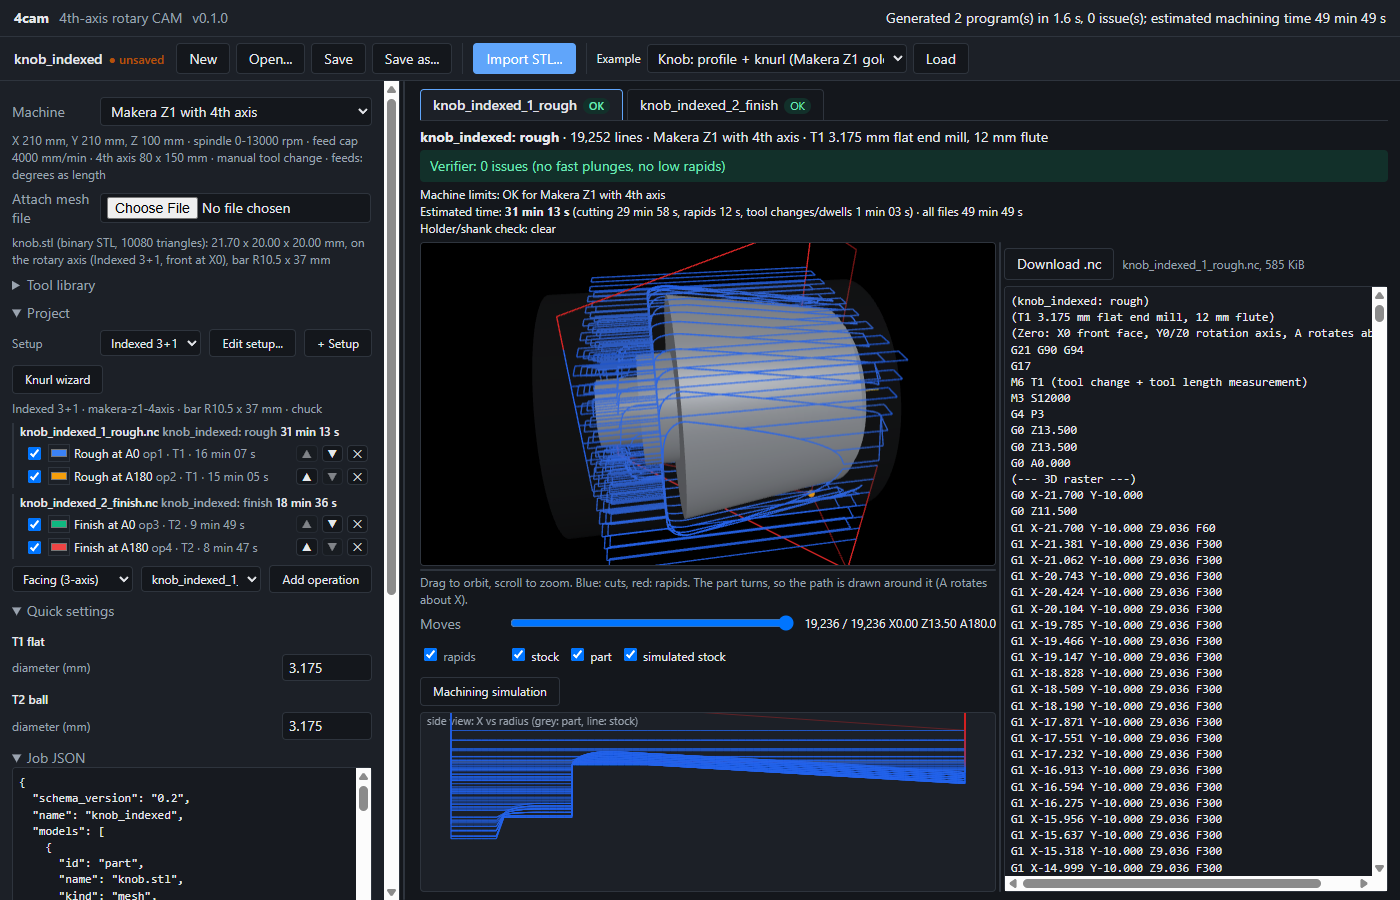 4cam 4th-axis rotary CAM v0.1.0
Generated 2 program(s) in 1.6 s, 0 issue(s); estimated machining time 49 min 49 s
knob_indexed • unsaved
New
Open...
Save
Save as...
Import STL...
Example
Knob: profile + knurl (Makera Z1 gol
Load
Machine
Makera Z1 with 4th axis
X 210 mm, Y 210 mm, Z 100 mm · spindle 0-13000 rpm · feed cap
4000 mm/min · 4th axis 80 x 150 mm · manual tool change · feeds:
degrees as length
Attach mesh
file
Choose File No file chosen
knob.stl (binary STL, 10080 triangles): 21.70 x 20.00 x 20.00 mm, on
the rotary axis (Indexed 3+1, front at X0), bar R10.5 x 37 mm
Tool library
Project
Setup
Indexed 3+1
Edit setup...
+ Setup
Knurl wizard
Indexed 3+1 · makera-z1-4axis · bar R10.5 x 37 mm · chuck
knob_indexed_1_rough.nc knob_indexed: rough 31 min 13 s
Rough at A0 op1 · T1 · 16 min 07 s
Rough at A180 op2 · T1 · 15 min 05 s
knob_indexed_2_finish.nc knob_indexed: finish 18 min 36 s
Finish at A0 op3 · T2 · 9 min 49 s
Finish at A180 op4 · T2 · 8 min 47 s
Facing (3-axis)
knob_indexed_1_
Add operation
Quick settings
T1 flat
diameter (mm)
3.175
T2 ball
diameter (mm)
3.175
Job JSON
{
"schema_version": "0.2",
"name": "knob_indexed",
"models": [
{
"id": "part",
"name": "knob.stl",
"kind": "mesh",
knob_indexed_1_rough OK
knob_indexed_2_finish OK
knob_indexed: rough · 19,252 lines · Makera Z1 with 4th axis · T1 3.175 mm flat end mill, 12 mm flute
Verifier: 0 issues (no fast plunges, no low rapids)
Machine limits: OK for Makera Z1 with 4th axis
Estimated time: 31 min 13 s (cutting 29 min 58 s, rapids 12 s, tool changes/dwells 1 min 03 s) · all files 49 min 49 s
Holder/shank check: clear
Drag to orbit, scroll to zoom. Blue: cuts, red: rapids. The part turns, so the path is drawn around it (A rotates
about X).
Moves
19,236 / 19,236 X0.00 Z13.50 A180.0
rapids
stock
part
simulated stock
Machining simulation
side view: X vs radius (grey: part, line: stock)
Download .nc
knob_indexed_1_rough.nc, 585 KiB
(knob_indexed: rough)
(T1 3.175 mm flat end mill, 12 mm flute)
(Zero: X0 front face, Y0/Z0 rotation axis, A rotates ab
G21 G90 G94
G17
M6 T1 (tool change + tool length measurement)
M3 S12000
G4 P3
G0 Z13.500
G0 Z13.500
G0 A0.000
(--- 3D raster ---)
G0 X-21.700 Y-10.000
G0 Z11.500
G1 X-21.700 Y-10.000 Z9.036 F60
G1 X-21.381 Y-10.000 Z9.036 F300
G1 X-21.062 Y-10.000 Z9.036 F300
G1 X-20.743 Y-10.000 Z9.036 F300
G1 X-20.424 Y-10.000 Z9.036 F300
G1 X-20.104 Y-10.000 Z9.036 F300
G1 X-19.785 Y-10.000 Z9.036 F300
G1 X-19.466 Y-10.000 Z9.036 F300
G1 X-19.147 Y-10.000 Z9.036 F300
G1 X-18.828 Y-10.000 Z9.036 F300
G1 X-18.509 Y-10.000 Z9.036 F300
G1 X-18.190 Y-10.000 Z9.036 F300
G1 X-17.871 Y-10.000 Z9.036 F300
G1 X-17.551 Y-10.000 Z9.036 F300
G1 X-17.232 Y-10.000 Z9.036 F300
G1 X-16.913 Y-10.000 Z9.036 F300
G1 X-16.594 Y-10.000 Z9.036 F300
G1 X-16.275 Y-10.000 Z9.036 F300
G1 X-15.956 Y-10.000 Z9.036 F300
G1 X-15.637 Y-10.000 Z9.036 F300
G1 X-15.318 Y-10.000 Z9.036 F300
G1 X-14.999 Y-10.000 Z9.036 F300